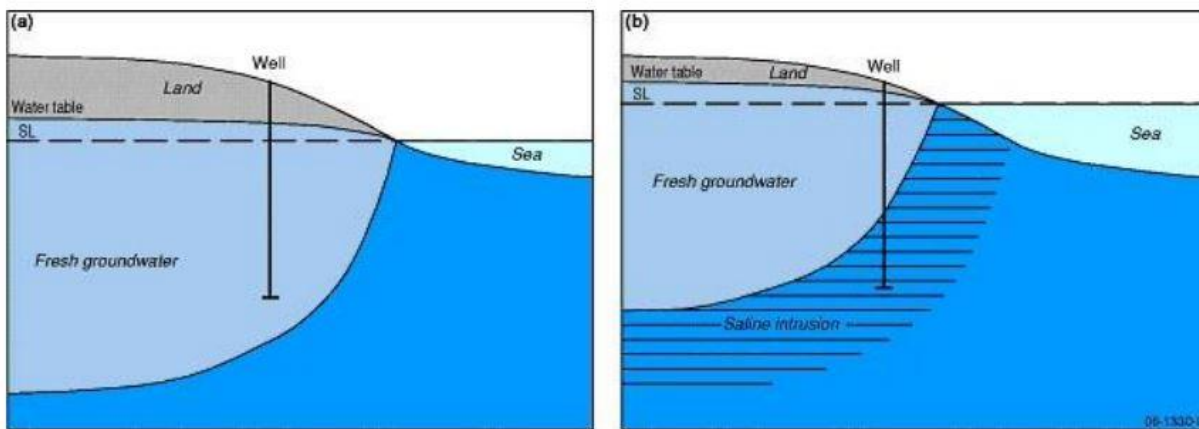 (a)
Well
Land
Water table
SL
Sea
Fresh groundwater
(b)
Well
Land
Water table
SL
Sea
Fresh groundwater
Saline intrusion